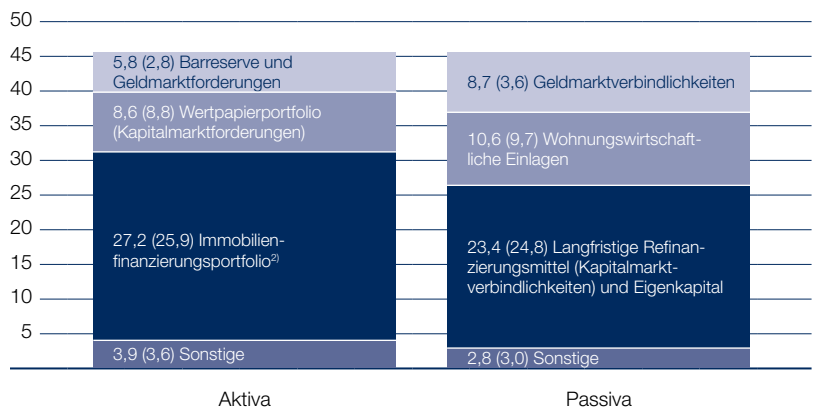 50
45
40
35
30
25
20
15
10
5
5,8 (2,8) Barreserve und
Geldmarktforderungen
8,6 (8,8) Wertpapierportfolio
(Kapitalmarktforderungen)
27,2 (25,9) Immobilien-
finanzierungsportfolio²⁾
3,9 (3,6) Sonstige
8,7 (3,6) Geldmarktverbindlichkeiten
10,6 (9,7) Wohnungswirtschaft-
liche Einlagen
23,4 (24,8) Langfristige Refinan-
zierungsmittel (Kapitalmarkt-
verbindlichkeiten) und Eigenkapital
2,8 (3,0) Sonstige
Aktiva
Passiva